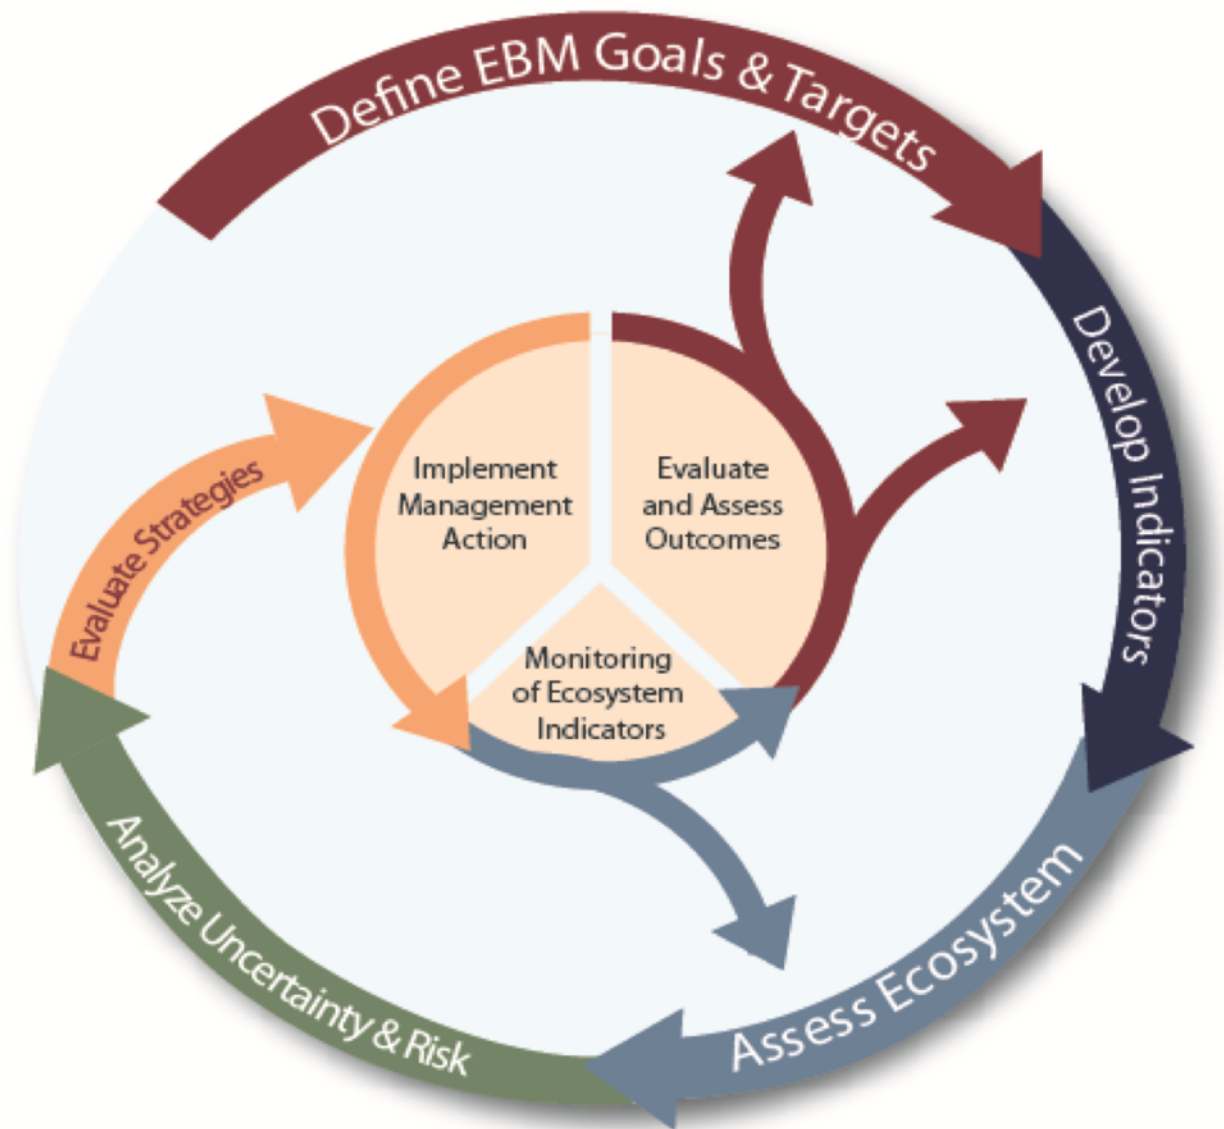 Define EBM Goals & Targets
Develop Indicators
Assess Ecosystem
Analyze Uncertainty & Risk
Evaluate Strategies
Implement
Management
Action
Evaluate
and Assess
Outcomes
Monitoring
of Ecosystem
Indicators